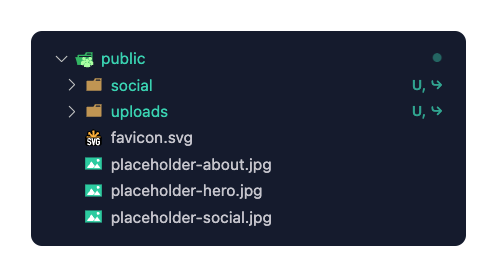 public
social U, ↪
uploads U, ↪
SVG favicon.svg
placeholder-about.jpg
placeholder-hero.jpg
placeholder-social.jpg